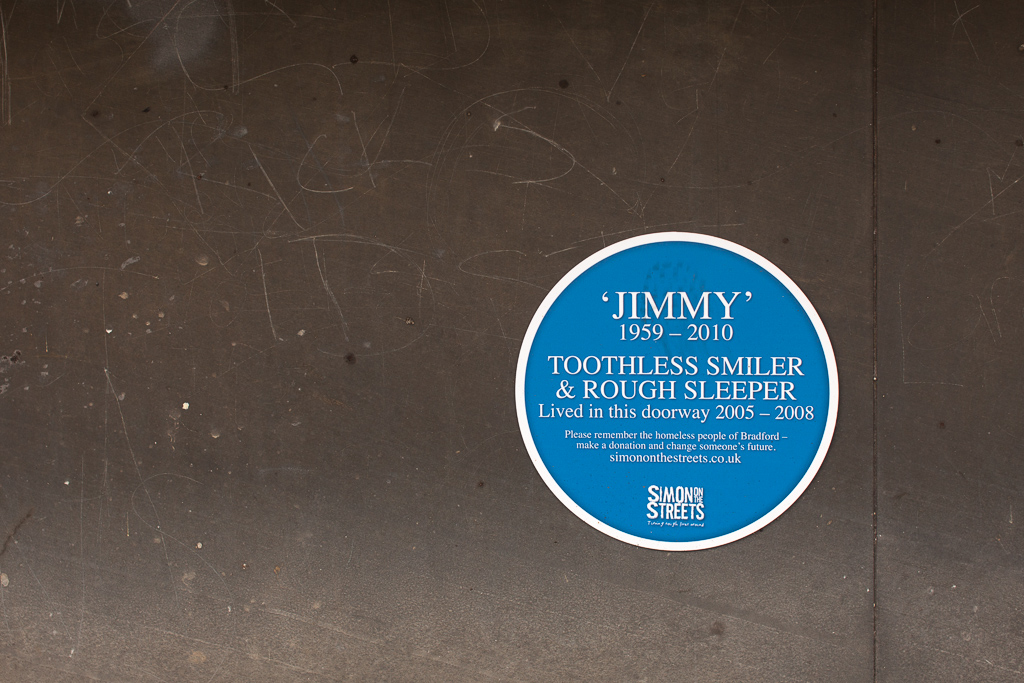 ‘JIMMY’
1959 – 2010
TOOTHLESS SMILER
& ROUGH SLEEPER
Lived in this doorway 2005 – 2008
Please remember the homeless people of Bradford –
make a donation and change someone’s future.
simononthestreets.co.uk
SIMON ON THE
STREETS